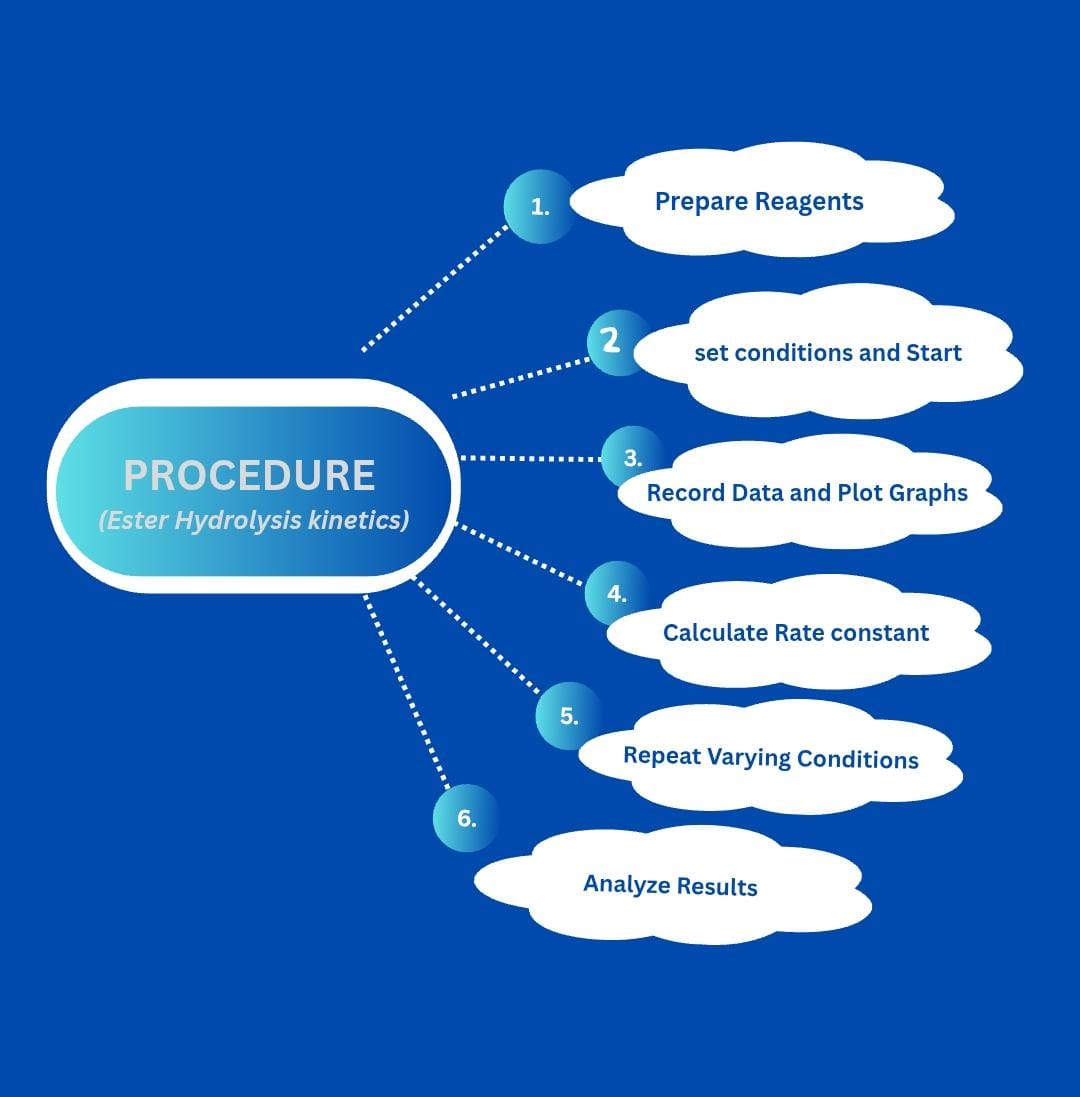 PROCEDURE
(Ester Hydrolysis kinetics)
1.
Prepare Reagents
2
set conditions and Start
3.
Record Data and Plot Graphs
4.
Calculate Rate constant
5.
Repeat Varying Conditions
6.
Analyze Results